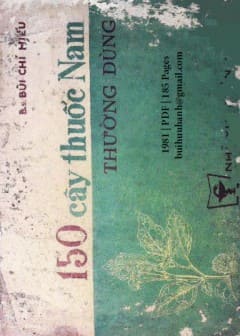 B.s. BÙI CHÍ HIẾU
150 cây thuốc Nam
THƯỜNG DÙNG
1981 | PDF | 185 Pages
buihuuhanh@gmail.com